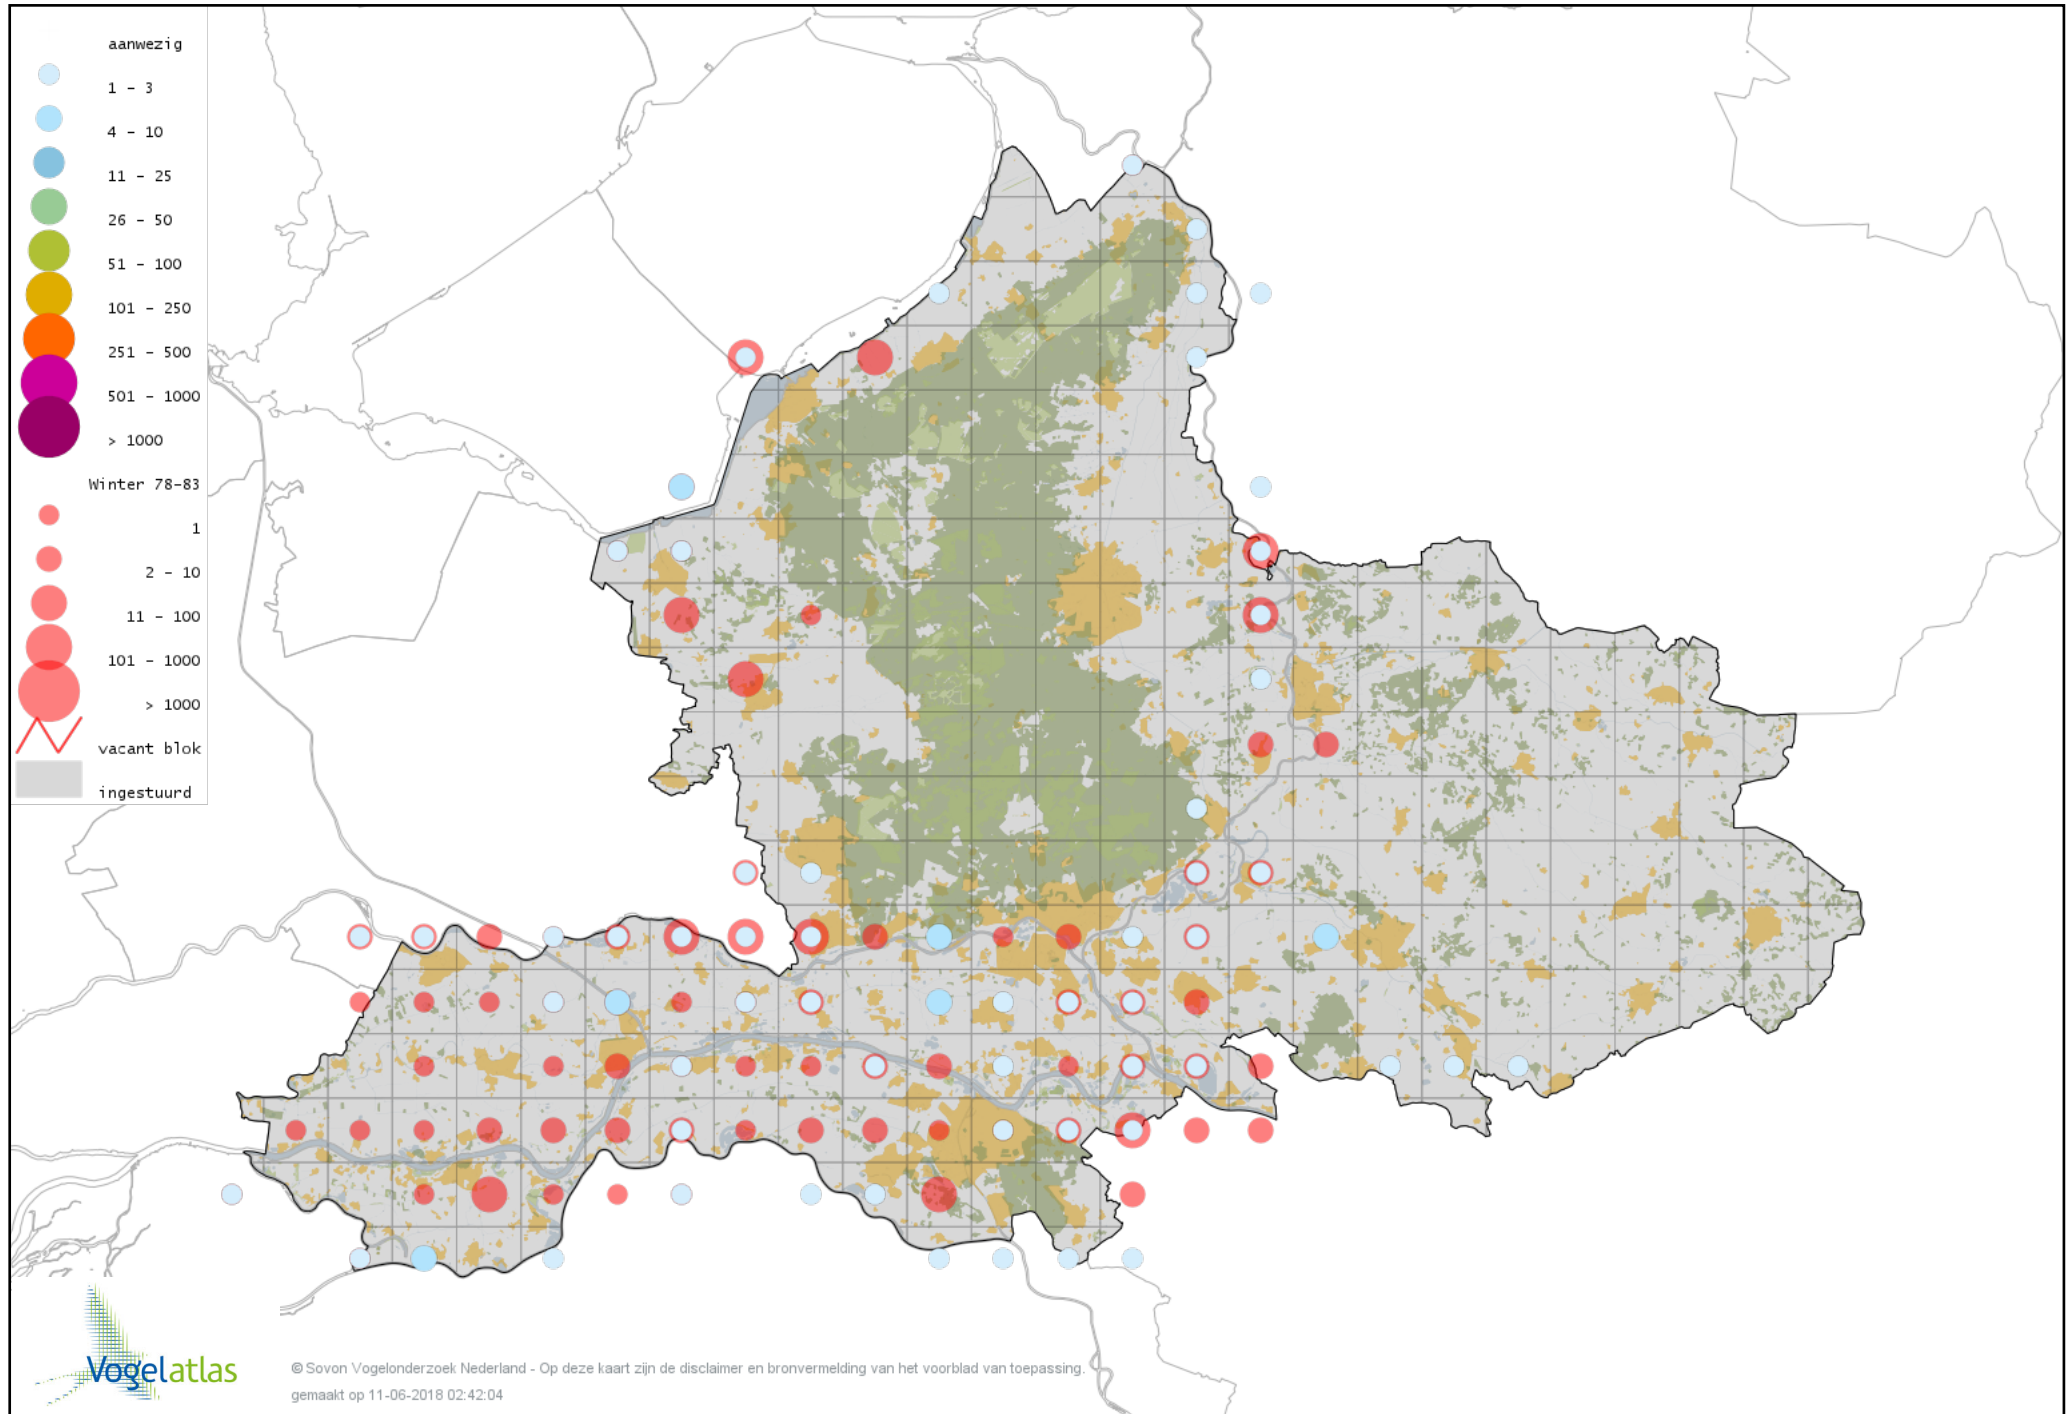 aanwezig
1 - 3
4 - 10
11 - 25
26 - 50
51 - 100
101 - 250
251 - 500
501 - 1000
> 1000
Winter 78-83
1
2 - 10
11 - 100
101 - 1000
> 1000
vacant blok
ingestuurd
Vogelatlas
© Sovon Vogelonderzoek Nederland - Op deze kaart zijn de disclaimer en bronvermelding van het voorblad van toepassing.
gemaakt op 11-06-2018 02:42:04